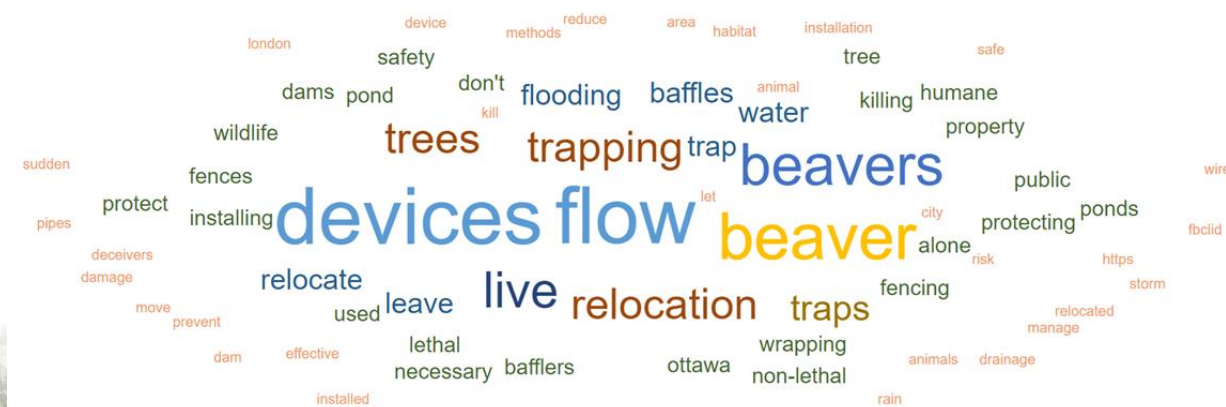 device
reduce
area
methods
habitat
installation
london
safe
safety
tree
don't
flooding
baffles
animal
dams
pond
water
killing
humane
kill
wildlife
trees
trapping
trap
property
sudden
beavers
wire
fences
public
protect
installing
devices
flow
let
beaver
city
protecting
ponds
pipes
alone
fbclid
deceivers
risk
https
damage
relocate
live
fencing
storm
move
used
leave
relocation
traps
relocated
prevent
manage
dam
effective
lethal
wrapping
necessary
bafflers
ottawa
non-lethal
animals
drainage
installed
rain